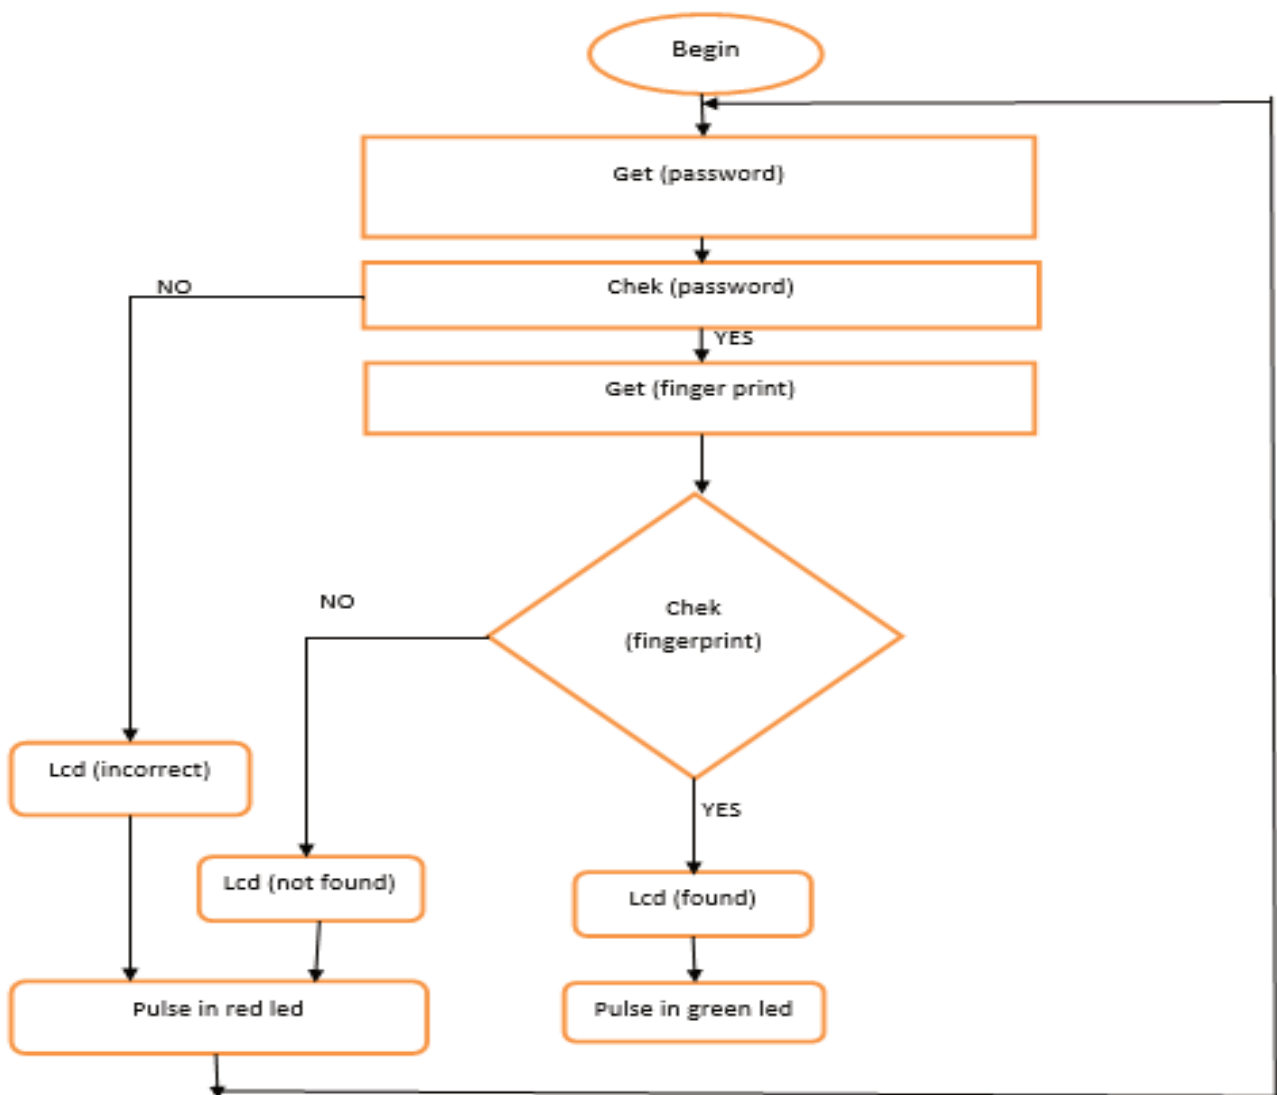 Begin
Get (password)
NO
Chek (password)
YES
Get (finger print)
NO
Chek
(fingerprint)
Lcd (incorrect)
YES
Lcd (not found)
Lcd (found)
Pulse in red led
Pulse in green led